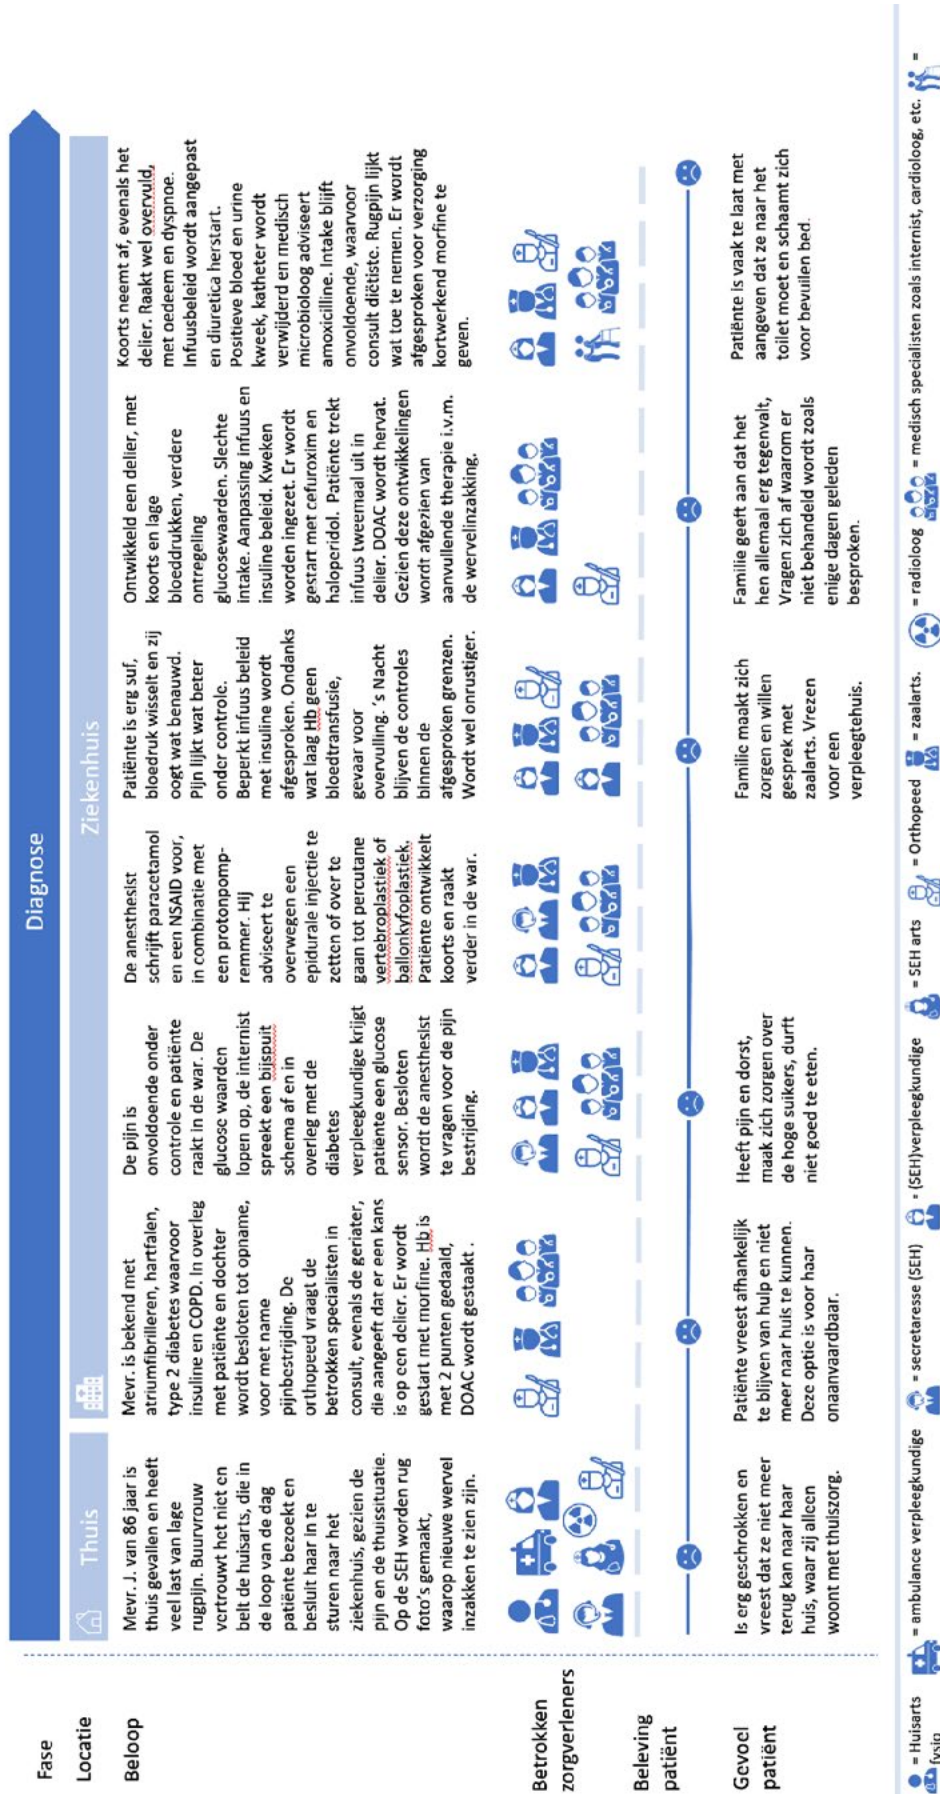 Fase
Diagnose
Locatie
Thuis
Ziekenhuis
Beloop
Mevr. J. van 86 jaar is
thuis gevallen en heeft
veel last van lage
rugpijn. Buurvrouw
vertrouwt het niet en
belt de huisarts, die in
de loop van de dag
patiënte bezoekt en
besluit haar in te
sturen naar het
ziekenhuis, gezien de
pijn en de thuissituatie.
Op de SEH worden rug
foto's gemaakt,
waarop nieuwe wervel
inzakken te zien zijn.
Mevr. is bekend met
atriumfibrilleren, hartfalen,
type 2 diabetes waarvoor
insuline en COPD. In overleg
met patiënte en dochter
wordt besloten tot opname,
voor met name
pijnbestrijding. De
orthopeed vraagt de
betrokken specialisten in
consult, evenals de geriater,
die aangeeft dat er een kans
is op een delier. Er wordt
gestart met morfine. Hb is
met 2 punten gedaald,
DOAC wordt gestaakt .
De pijn is
onvoldoende onder
controle en patiënte
raakt in de war. De
glucose waarden
lopen op, de internist
spreekt een bijspuit
schema af en in
overleg met de
diabetes
verpleegkundige krijgt
patiënte een glucose
sensor. Besloten
wordt de anesthesist
te vragen voor de pijn
bestrijding.
De anesthesist
schrijft paracetamol
en een NSAID voor,
in combinatie met
een protonpomp-
remmer. Hij
adviseert te
overwegen een
epidurale injectie te
zetten of over te
gaan tot percutane
vertebroplastiek of
ballonkyfoplastiek.
Patiënte ontwikkelt
koorts en raakt
verder in de war.
Patiënte is erg suf,
bloedruk wisselt en zij
oogt wat benauwd.
Pijn lijkt wat beter
onder controle.
Beperkt infuus beleid
met insuline wordt
afgesproken. Ondanks
wat laag Hb geen
bloedtransfusie,
gevaar voor
overvulling. 's Nacht
blijven de controles
binnen de
afgesproken grenzen.
Wordt wel onrustiger.
Ontwikkeld een delier, met
koorts en lage
bloeddrukken, verdere
ontregeling
glucosewaarden. Slechte
intake. Aanpassing infuus en
insuline beleid. Kweken
worden ingezet. Er wordt
gestart met cefuroxim en
haloperidol. Patiënte trekt
infuus tweemaal uit in
delier. DOAC wordt hervat.
Gezien deze ontwikkelingen
wordt afgezien van
aanvullende therapie i.v.m.
de wervelinzakking.
Koorts neemt af, evenals het
delier. Raakt wel overvuld,
met oedeem en dyspnoe.
Infuusbeleid wordt aangepast
en diuretica herstart.
Positieve bloed en urine
kweek, katheter wordt
verwijderd en medisch
microbioloog adviseert
amoxicilline. Intake blijft
onvoldoende, waarvoor
consult diëtiste. Rugpijn lijkt
wat toe te nemen. Er wordt
afgesproken voor verzorging
kortwerkend morfine te
geven.
Betrokken
zorgverleners
Beleving
patiënt
Gevoel
patiënt
Is erg geschrokken en
vreest dat ze niet meer
terug kan naar haar
huis, waar zij alleen
woont met thuiszorg.
Patiënte vreest afhankelijk
te blijven van hulp en niet
meer naar huis te kunnen.
Deze optie is voor haar
onaanvaardbaar.
Heeft pijn en dorst,
maak zich zorgen over
de hoge suikers, durft
niet goed te eten.
Familie maakt zich
zorgen en willen
gesprek met
zaalarts. Vrezen
voor een
verpleegtehuis.
Familie geeft aan dat het
hen allemaal erg tegenvalt,
Vragen zich af waarom er
niet behandeld wordt zoals
enige dagen geleden
besproken.
Patiënte is vaak te laat met
aangeven dat ze naar het
toilet moet en schaamt zich
voor bevuilen bed.
= Huisarts = ambulance verpleegkundige = secretaresse (SEH) = (SEH)verpleegkundige = SEH arts = Orthopeed = zaalarts. = radioloog = medisch specialisten zoals internist, cardioloog, etc. =